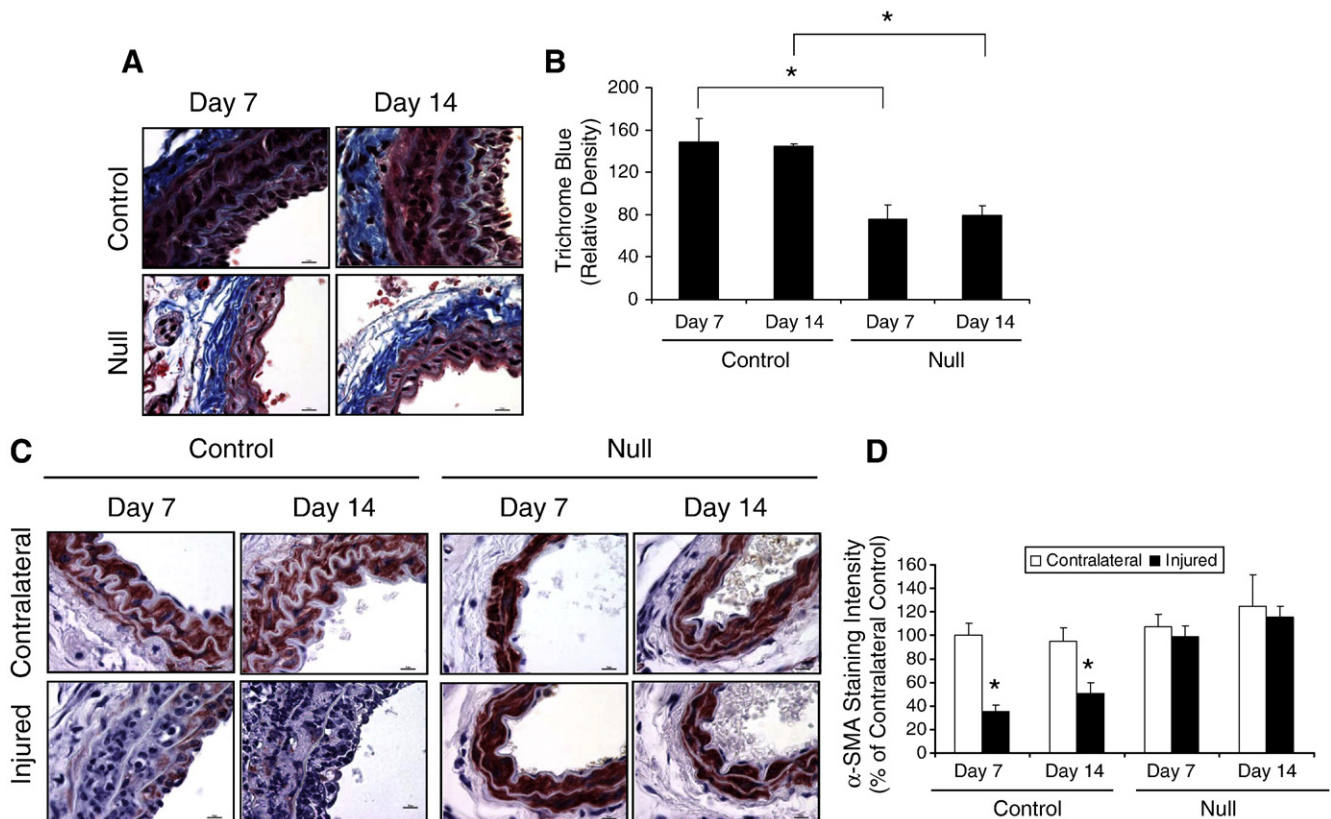 A
Day 7
Day 14
Control
Null
B
*
*
Trichrome Blue
(Relative Density)
200
160
120
80
40
0
Day 7
Day 14
Day 7
Day 14
Control
Null
C
Control
Null
Day 7
Day 14
Day 7
Day 14
Contralateral
Injured
D
α-SMA Staining Intensity
(% of Contralateral Control)
Contralateral
Injured
160
140
120
100
80
60
40
20
0
*
*
Day 7
Day 14
Day 7
Day 14
Control
Null